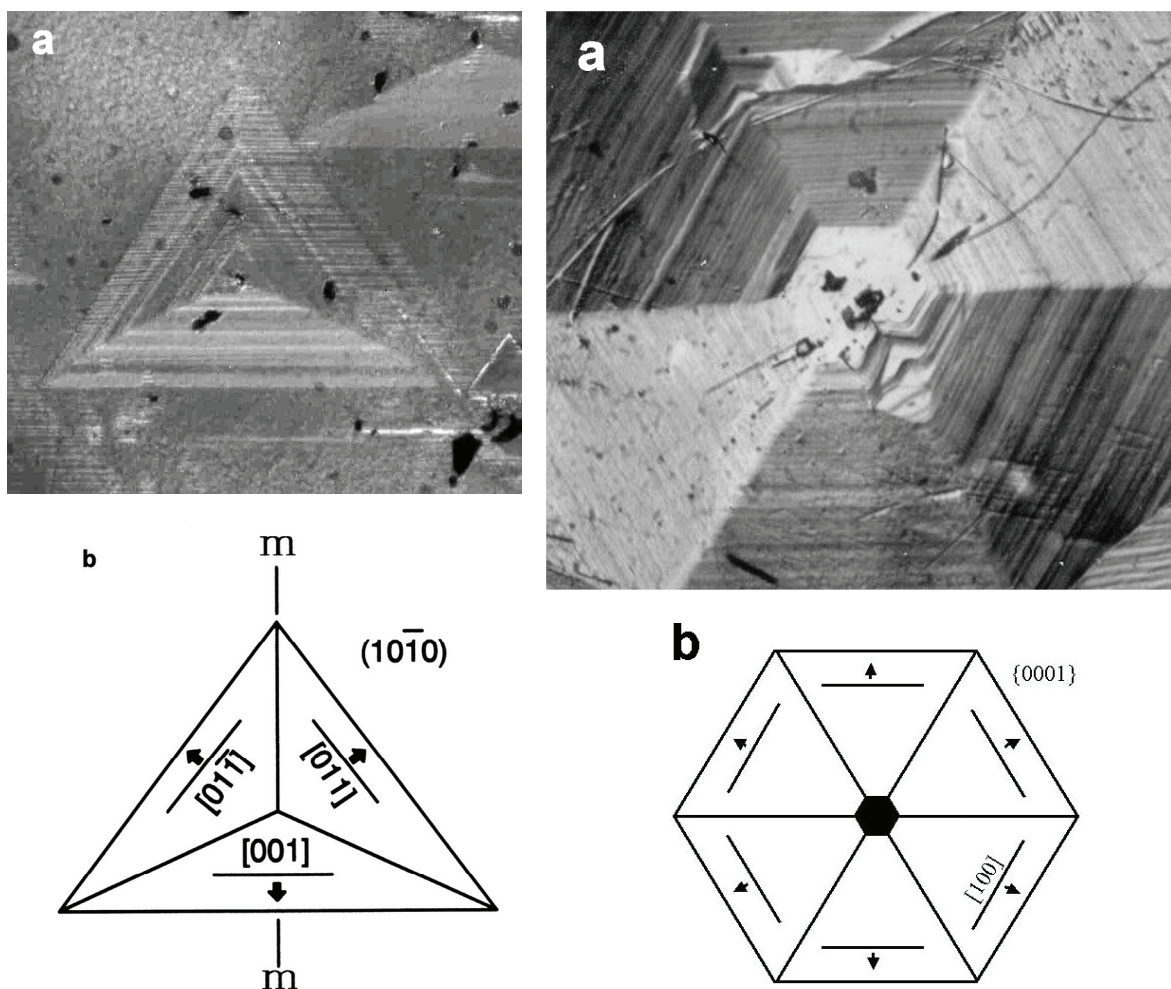 a
a
b
m
(101̅0)
[011̅]
[011]
[001]
m
b
{0001}
[100]